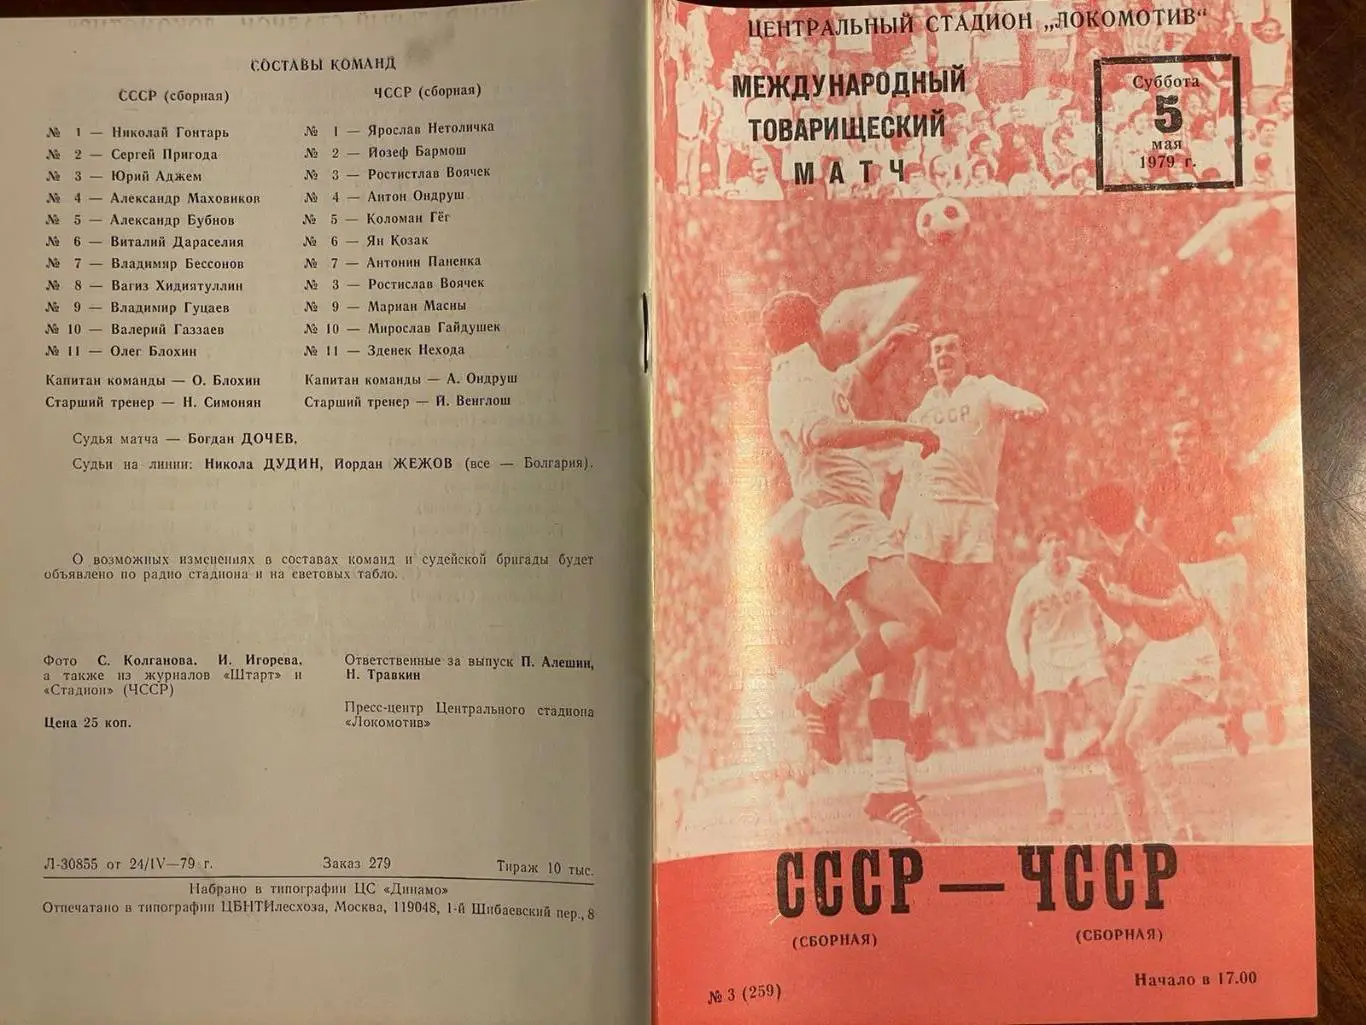 СОСТАВЫ КОМАНД
СССР (сборная)
№ 1 — Николай Гонтарь
№ 2 — Сергей Пригода
№ 3 — Юрий Аджем
№ 4 — Александр Маховиков
№ 5 — Александр Бубнов
№ 6 — Виталий Дараселия
№ 7 — Владимяр Бессонов
№ 8 — Вагиз Хидиятуллин
№ 9 — Владимир Гуцаев
№ 10 — Валерий Газзаев
№ 11 — Олег Блохин
Капитан команды — О. Блохин
Старший тренер — Н. Симонян
ЧССР (сборная)
№ 1 — Ярослав Нетоличка
№ 2 — Йозеф Бармош
№ 3 — Ростистлав Воячек
№ 4 — Антон Ондруш
№ 5 — Коломан Гёг
№ 6 — Ян Козак
№ 7 — Антонин Паненка
№ 3 — Ростислав Воячек
№ 9 — Мариан Масны
№ 10 — Мирослав Гайдушек
№ 11 — Зденек Нехода
Капитан команды — А. Ондруш
Старший тренер — Й. Венглош
Судья матча — Богдан ДОЧЕВ,
Судьи на линии: Никола ДУДИН, Йордан ЖЕЖОВ (все — Болгария).
О возможных изменениях в составах команд и судейской бригады будет
объявлено по радио стадиона и на световых табло.
Фото С. Колганова, И. Игорева,
а также из журналов «Штарт» и
«Стадион» (ЧССР)
Цена 25 коп.
Ответственные за выпуск П. Алешин,
Н. Травкин
Пресс-центр Центрального стадиона
«Локомотив»
Л-30855 от 24/IV—79 г. Заказ 279 Тираж 10 тыс.
Набрано в типографии ЦС «Динамо»
Отпечатано в типографии ЦБНТИлесхоза, Москва, 119048, 1-й Шибаевский пер., 8
ЦЕНТРАЛЬНЫЙ СТАДИОН „ЛОКОМОТИВ“
МЕЖДУНАРОДНЫЙ
ТОВАРИЩЕСКИЙ
МАТЧ
Суббота
5
мая
1979 г.
СССР
СССР—ЧССР
(СБОРНАЯ) (СБОРНАЯ)
Начало в 17.00
№ 3 (259)